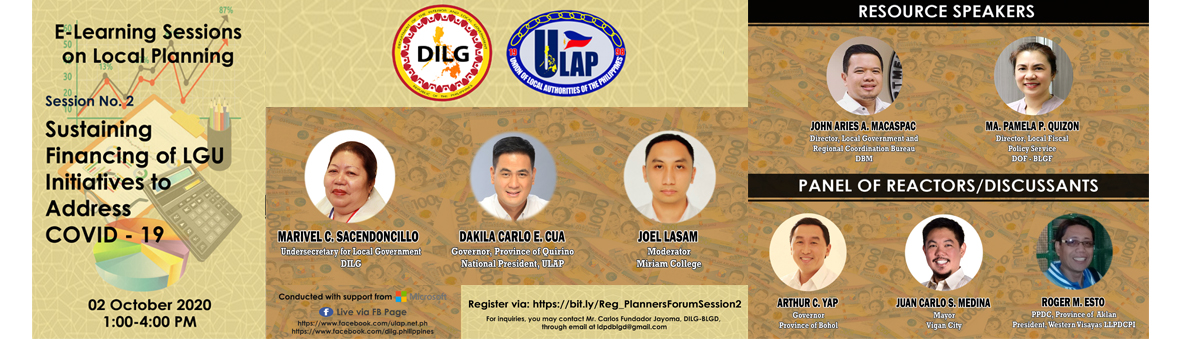 E-Learning Sessions
on Local Planning
Session No. 2
Sustaining
Financing of LGU
Initiatives to
Address
COVID - 19
02 October 2020
1:00-4:00 PM
87%
DILG
ULAP
UNION OF LOCAL AUTHORITIES OF THE PHILIPPINES
MARIVEL C. SACENDONCILLO
Undersecretary for Local Government
DILG
DAKILA CARLO E. CUA
Governor, Province of Quirino
National President, ULAP
JOEL LASAM
Moderator
Miriam College
Conducted with support from Microsoft
Live via FB Page
https://www.facebook.com/ulap.net.ph
https://www.facebook.com/dilg.philippines
Register via: https://bit.ly/Reg_PlannersForumSession2
For inquiries, you may contact Mr. Carlos Fundador Jayoma, DILG-BLGD,
through email at ldpdblgd@gmail.com
RESOURCE SPEAKERS
JOHN ARIES A. MACASPAC
Director, Local Government and
Regional Coordination Bureau
DBM
MA. PAMELA P. QUIZON
Director, Local Fiscal
Policy Service
DOF - BLGF
PANEL OF REACTORS/DISCUSSANTS
ARTHUR C. YAP
Governor
Province of Bohol
JUAN CARLO S. MEDINA
Mayor
Vigan City
ROGER M. ESTO
PPDC, Province of Aklan
President, Western Visayas LLPDCPI